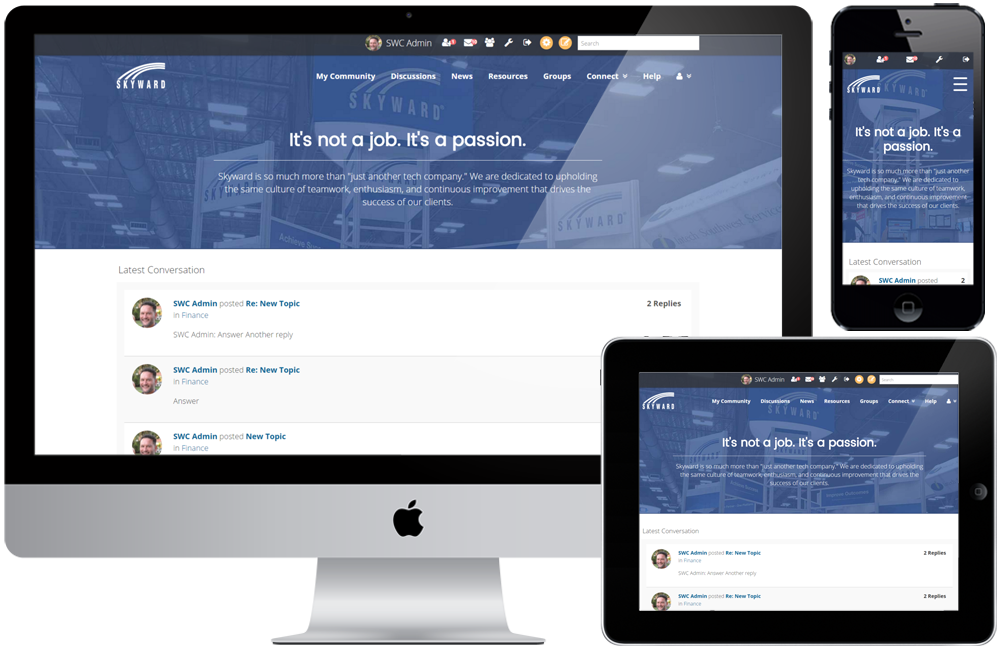 SWC Admin
Search
SKYWARD
My Community Discussions News Resources Groups Connect Help
SKYWARD
It's not a job. It's a passion.
Skyward is so much more than "just another tech company." We are dedicated to upholding
the same culture of teamwork, enthusiasm, and continuous improvement that drives the
success of our clients.
SKYWARD
Latest Conversation
SWC Admin posted Re: New Topic
2 Replies
in Finance
SWC Admin: Answer Another reply
SWC Admin posted Re: New Topic
in Finance
Answer
SWC Admin posted New Topic
in Finance
SKYWARD
It's not a job. It's a
passion.
Skyward is so much more than "just another
tech company." We are dedicated to
upholding the same culture of teamwork,
enthusiasm, and continuous improvement
that drives the success of our clients.
Latest Conversation
SWC Admin posted
2
SWC Admin
Search
SKYWARD
My Community Discussions News Resources Groups Connect Help
It's not a job. It's a passion.
Skyward is so much more than "just another tech company." We are dedicated to upholding
the same culture of teamwork, enthusiasm, and continuous improvement that drives the
success of our clients.
Latest Conversation
SWC Admin posted Re: New Topic
2 Replies
in Finance
SWC Admin: Answer Another reply
SWC Admin posted Re: New Topic
2 Replies
in Finance